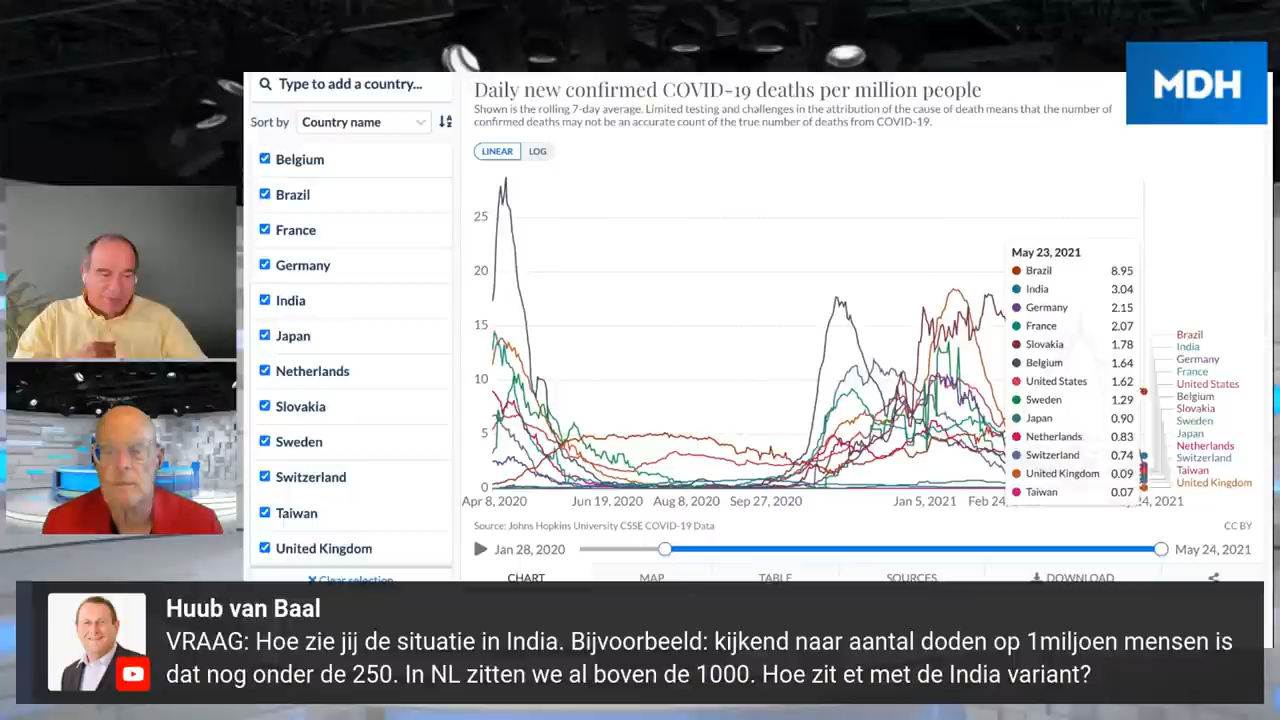 Type to add a country...
Sort by
Country name
Belgium
Brazil
France
Germany
India
Japan
Netherlands
Slovakia
Sweden
Switzerland
Taiwan
United Kingdom
Clear selection
Daily new confirmed COVID-19 deaths per million people
Shown is the rolling 7-day average. Limited testing and challenges in the attribution of the cause of death means that the number of
confirmed deaths may not be an accurate count of the true number of deaths from COVID-19.
LINEAR
LOG
25
20
15
10
5
0
Apr 8, 2020
Jun 19, 2020
Aug 8, 2020
Sep 27, 2020
Jan 5, 2021
Feb 24,
24, 2021
May 23, 2021
Brazil 8.95
India 3.04
Germany 2.15
France 2.07
Slovakia 1.78
Belgium 1.64
United States 1.62
Sweden 1.29
Japan 0.90
Netherlands 0.83
Switzerland 0.74
United Kingdom 0.09
Taiwan 0.07
Brazil
India
Germany
France
United States
Belgium
Slovakia
Sweden
Japan
Netherlands
Switzerland
Taiwan
United Kingdom
Source: Johns Hopkins University CSSE COVID-19 Data
CC BY
Jan 28, 2020
May 24, 2021
CHART
MAP
TABLE
SOURCES
DOWNLOAD
MDH
Huub van Baal
VRAAG: Hoe zie jij de situatie in India. Bijvoorbeeld: kijkend naar aantal doden op 1miljoen mensen is
dat nog onder de 250. In NL zitten we al boven de 1000. Hoe zit et met de India variant?